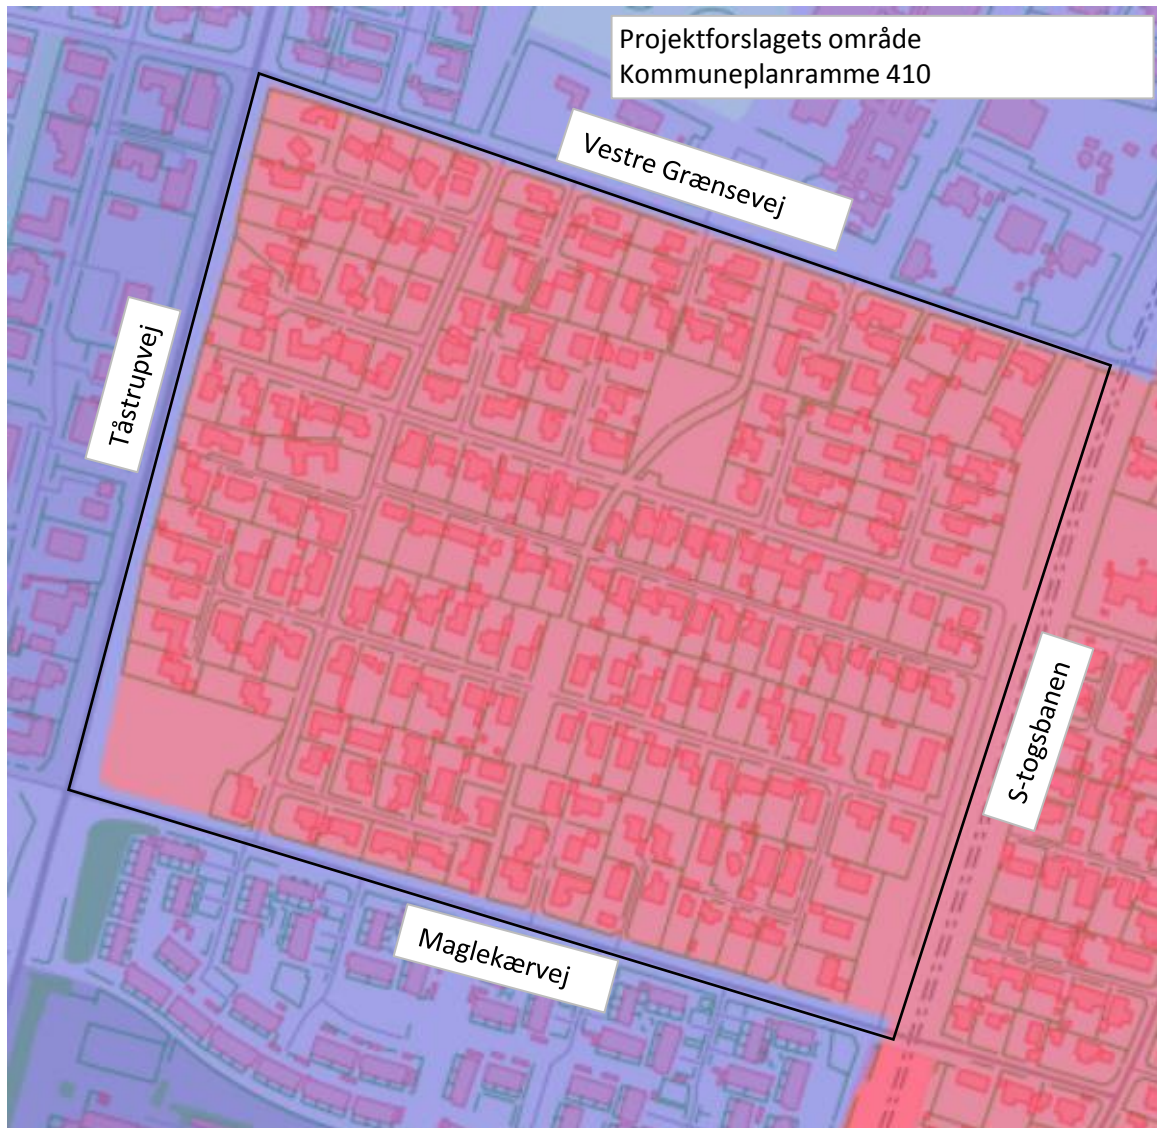 Projektforslagets område
Kommuneplanramme 410
Vestre Grænsevej
Tåstrupvej
S-togsbanen
Maglekærvej